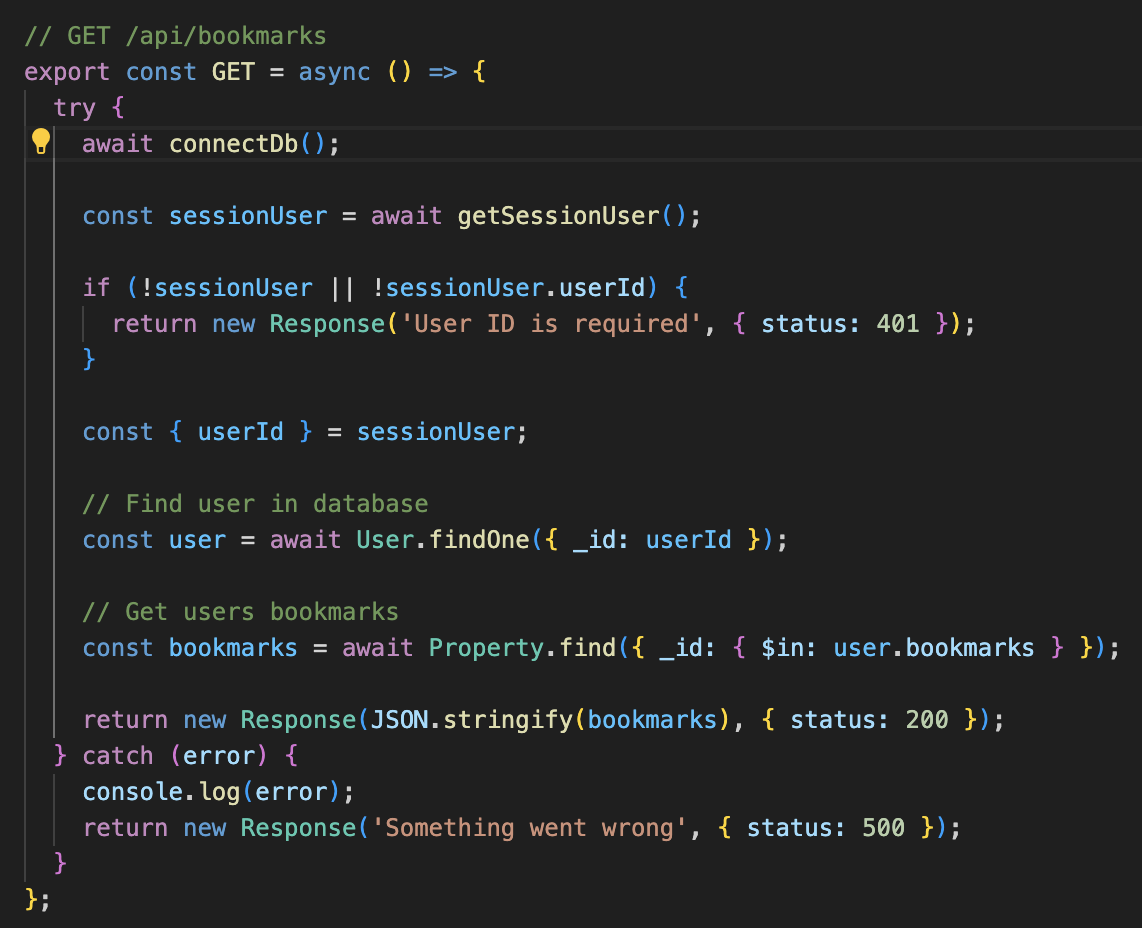 // GET /api/bookmarks
export const GET = async () => {
  try {
    await connectDb();

    const sessionUser = await getSessionUser();

    if (!sessionUser || !sessionUser.userId) {
      return new Response('User ID is required', { status: 401 });
    }

    const { userId } = sessionUser;

    // Find user in database
    const user = await User.findOne({ _id: userId });

    // Get users bookmarks
    const bookmarks = await Property.find({ _id: { $in: user.bookmarks } });

    return new Response(JSON.stringify(bookmarks), { status: 200 });
  } catch (error) {
    console.log(error);
    return new Response('Something went wrong', { status: 500 });
  }
};